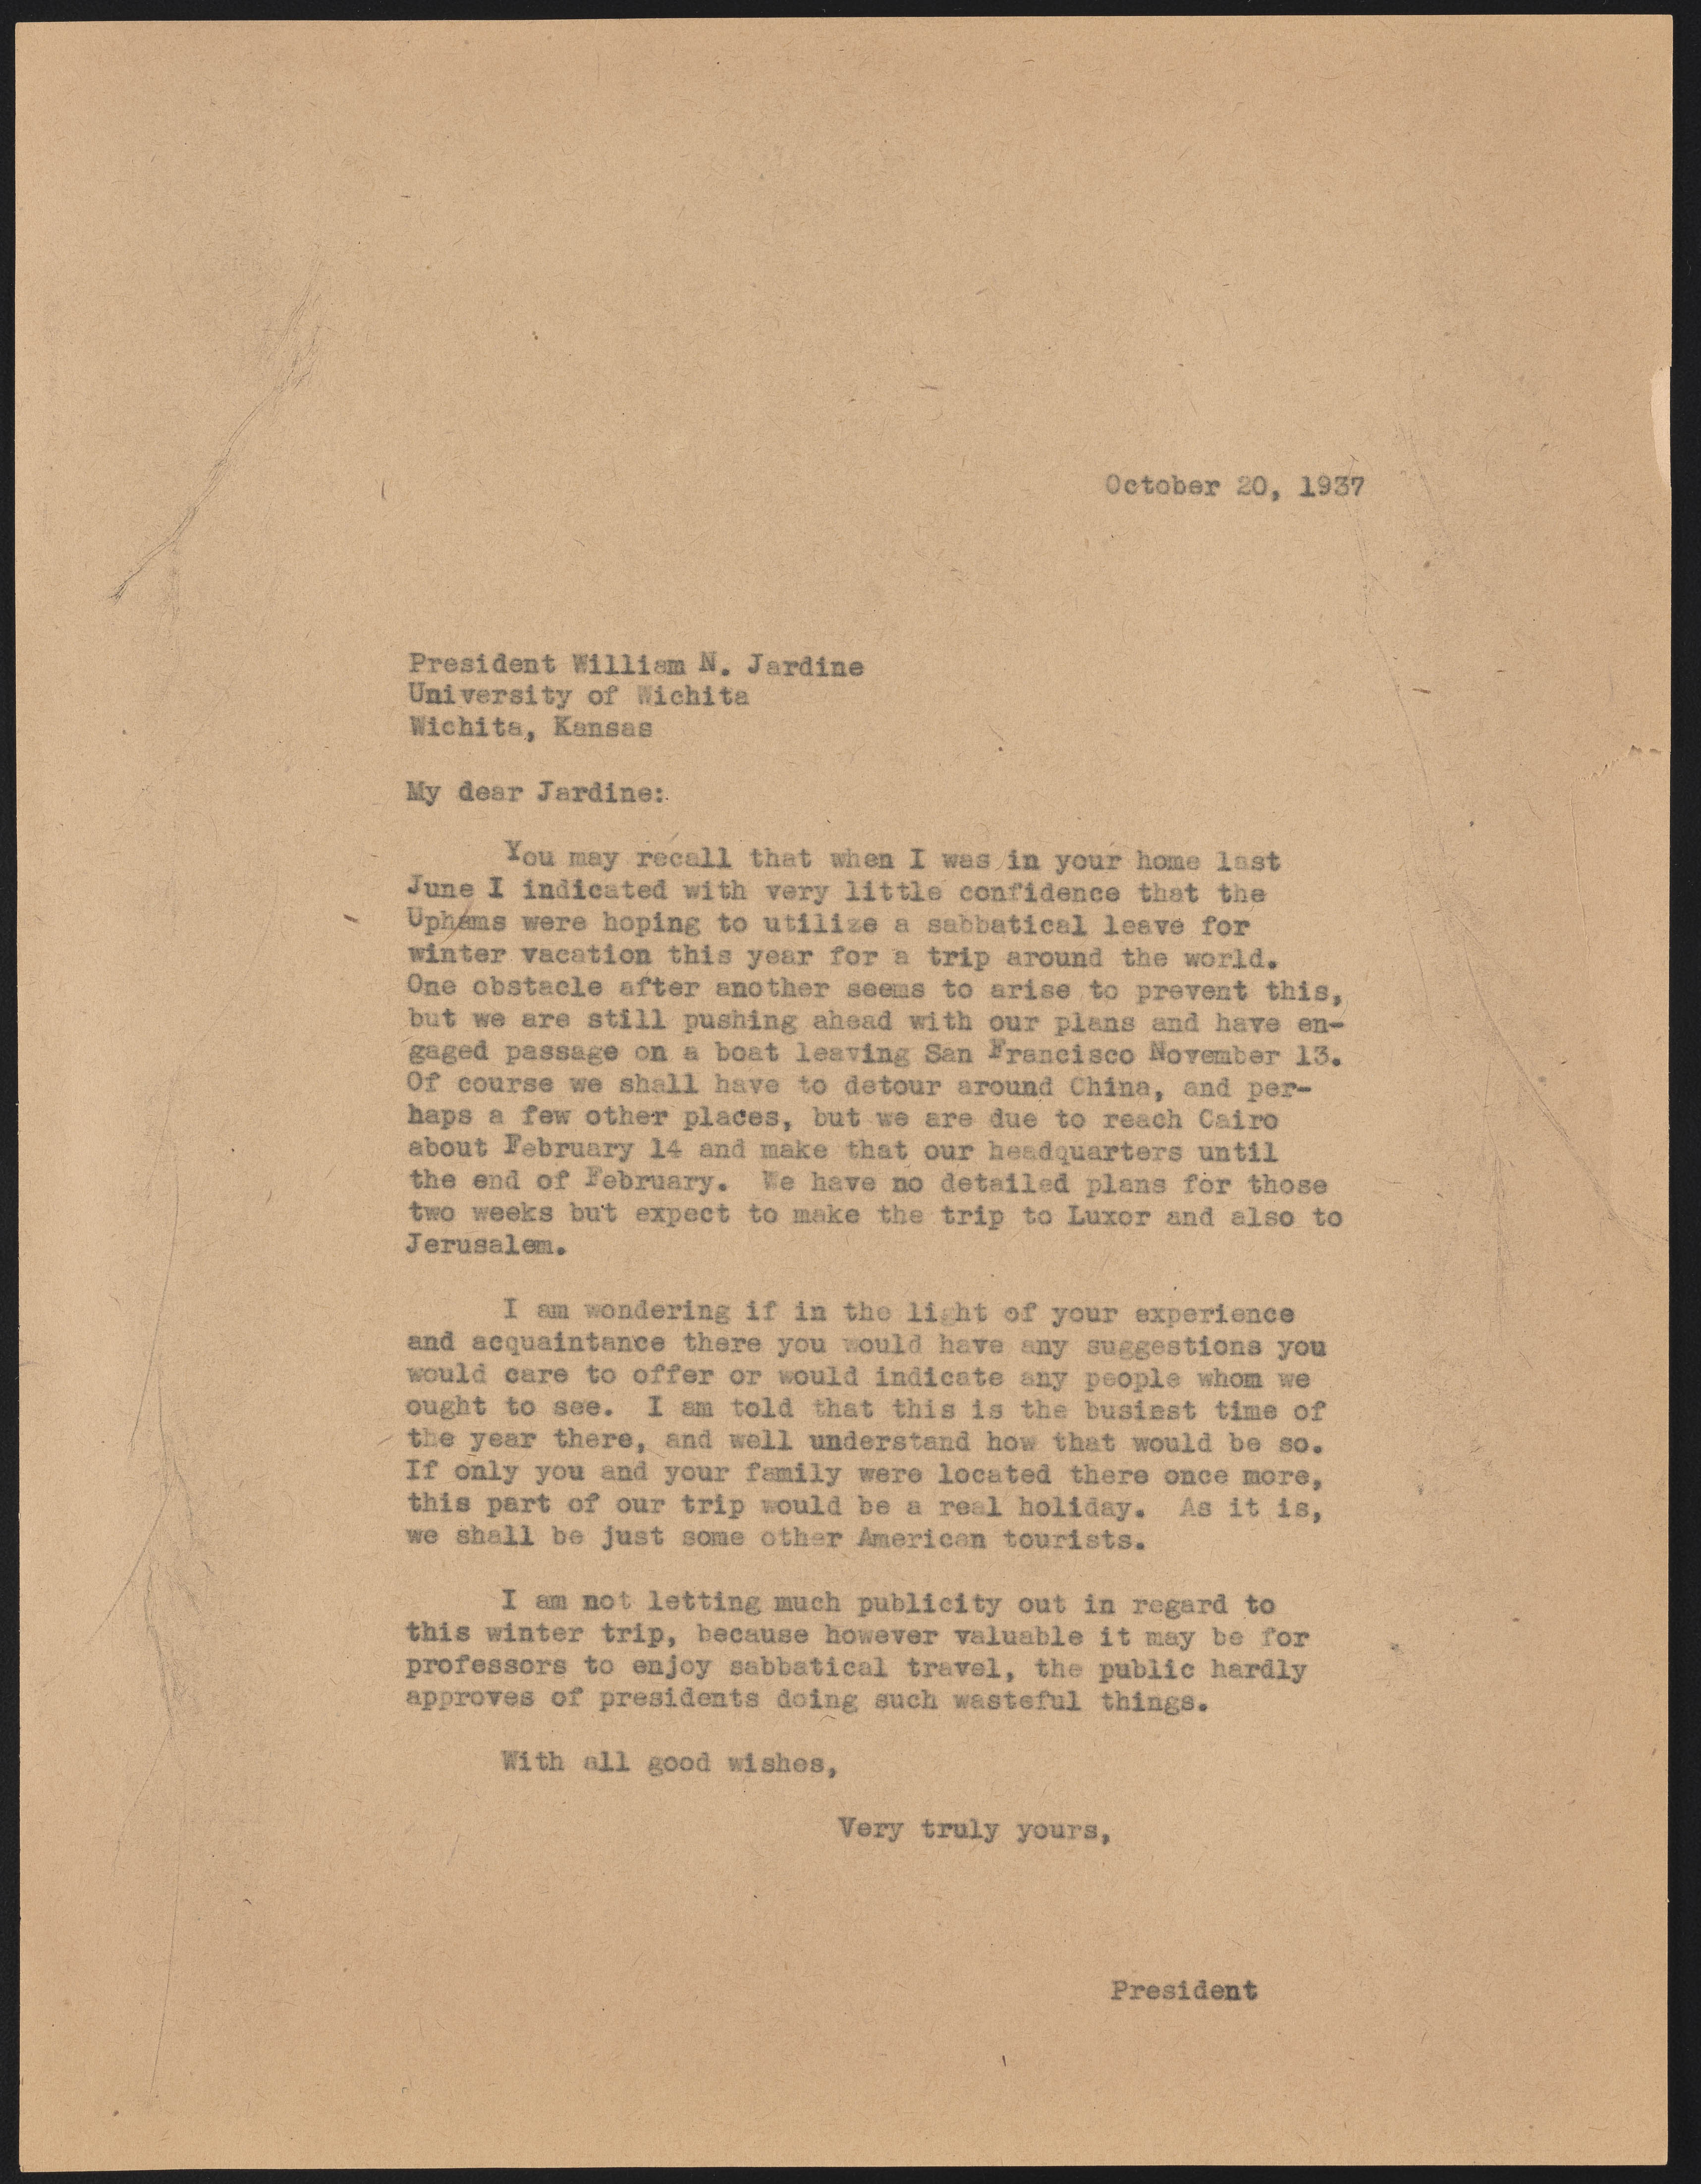 October 20, 1937
President William N. Jardine
University of Wichita
Wichita, Kansas
My dear Jardine:
You may recall that when I was in your home last
June I indicated with very little confidence that the
Uphams were hoping to utilize a sabbatical leave for
winter vacation this year for a trip around the world.
One obstacle after another seems to arise to prevent this,
but we are still pushing ahead with our plans and have en-
gaged passage on a boat leaving San Francisco November 13.
Of course we shall have to detour around China, and per-
haps a few other places, but we are due to reach Cairo
about February 14 and make that our headquarters until
the end of February. We have no detailed plans for those
two weeks but expect to make the trip to Luxor and also to
Jerusalem.
I am wondering if in the light of your experience
and acquaintance there you would have any suggestions you
would care to offer or would indicate any people whom we
ought to see. I am told that this is the busiest time of
the year there, and well understand how that would be so.
If only you and your family were located there once more,
this part of our trip would be a real holiday. As it is,
we shall be just some other American tourists.
I am not letting much publicity out in regard to
this winter trip, because however valuable it may be for
professors to enjoy sabbatical travel, the public hardly
approves of presidents doing such wasteful things.
With all good wishes,
Very truly yours,
President